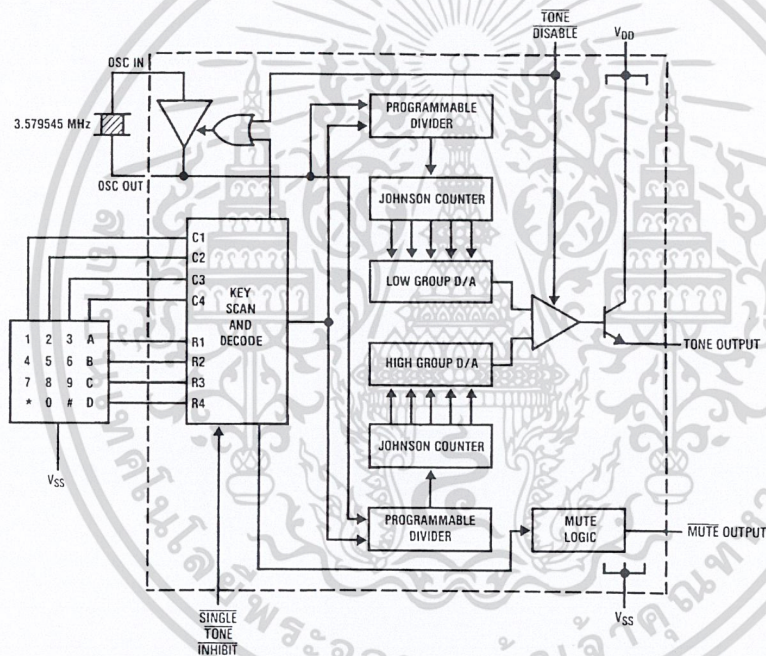 TONE
DISABLE
VDD
OSC IN
3.579545 MHz
OSC OUT
PROGRAMMABLE
DIVIDER
JOHNSON COUNTER
LOW GROUP D/A
HIGH GROUP D/A
JOHNSON COUNTER
PROGRAMMABLE
DIVIDER
C1
C2
C3
C4
R1
R2
R3
R4
KEY
SCAN
AND
DECODE
1 2 3 A
4 5 6 B
7 8 9 C
* 0 # D
VSS
TONE OUTPUT
MUTE
LOGIC
MUTE OUTPUT
VSS
SINGLE
TONE
INHIBIT